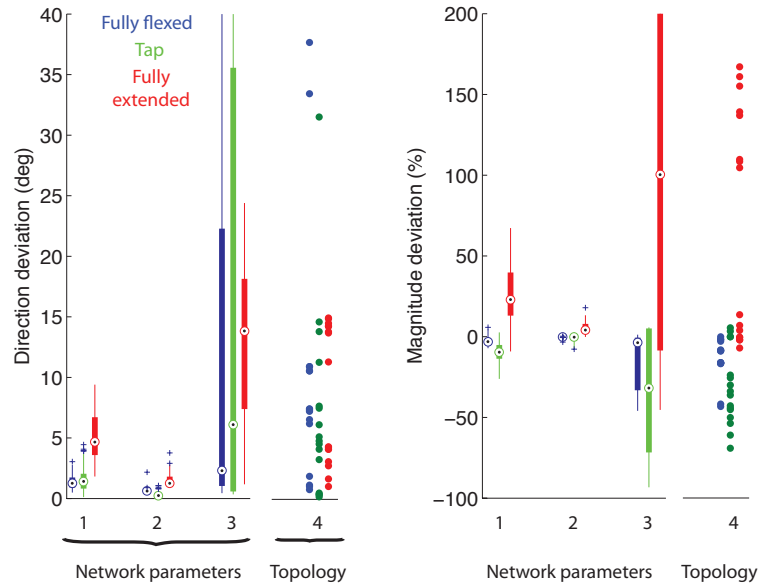 40
35
30
25
20
15
10
5
0
Direction deviation (deg)
Fully flexed
Tap
Fully
extended
1 2 3 4
Network parameters Topology
200
150
100
50
0
−50
−100
Magnitude deviation (%)
1 2 3 4
Network parameters Topology